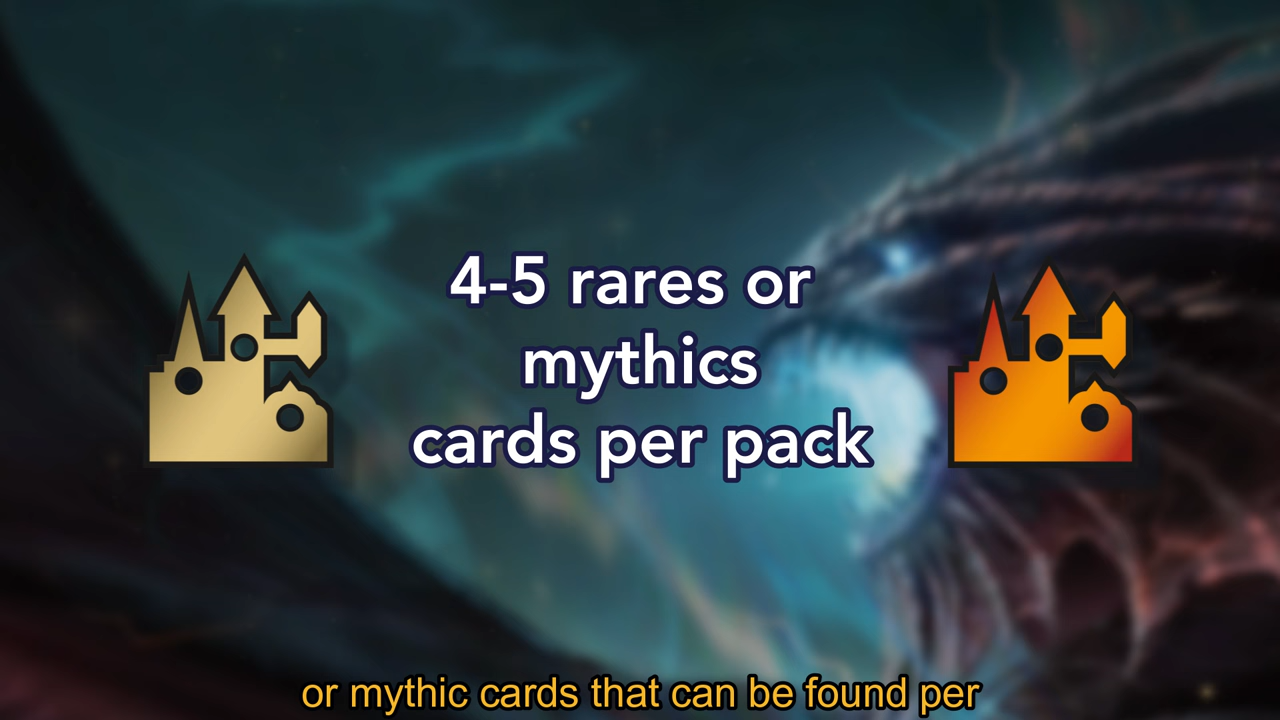 4-5 rares or
mythics
cards per pack
or mythic cards that can be found per